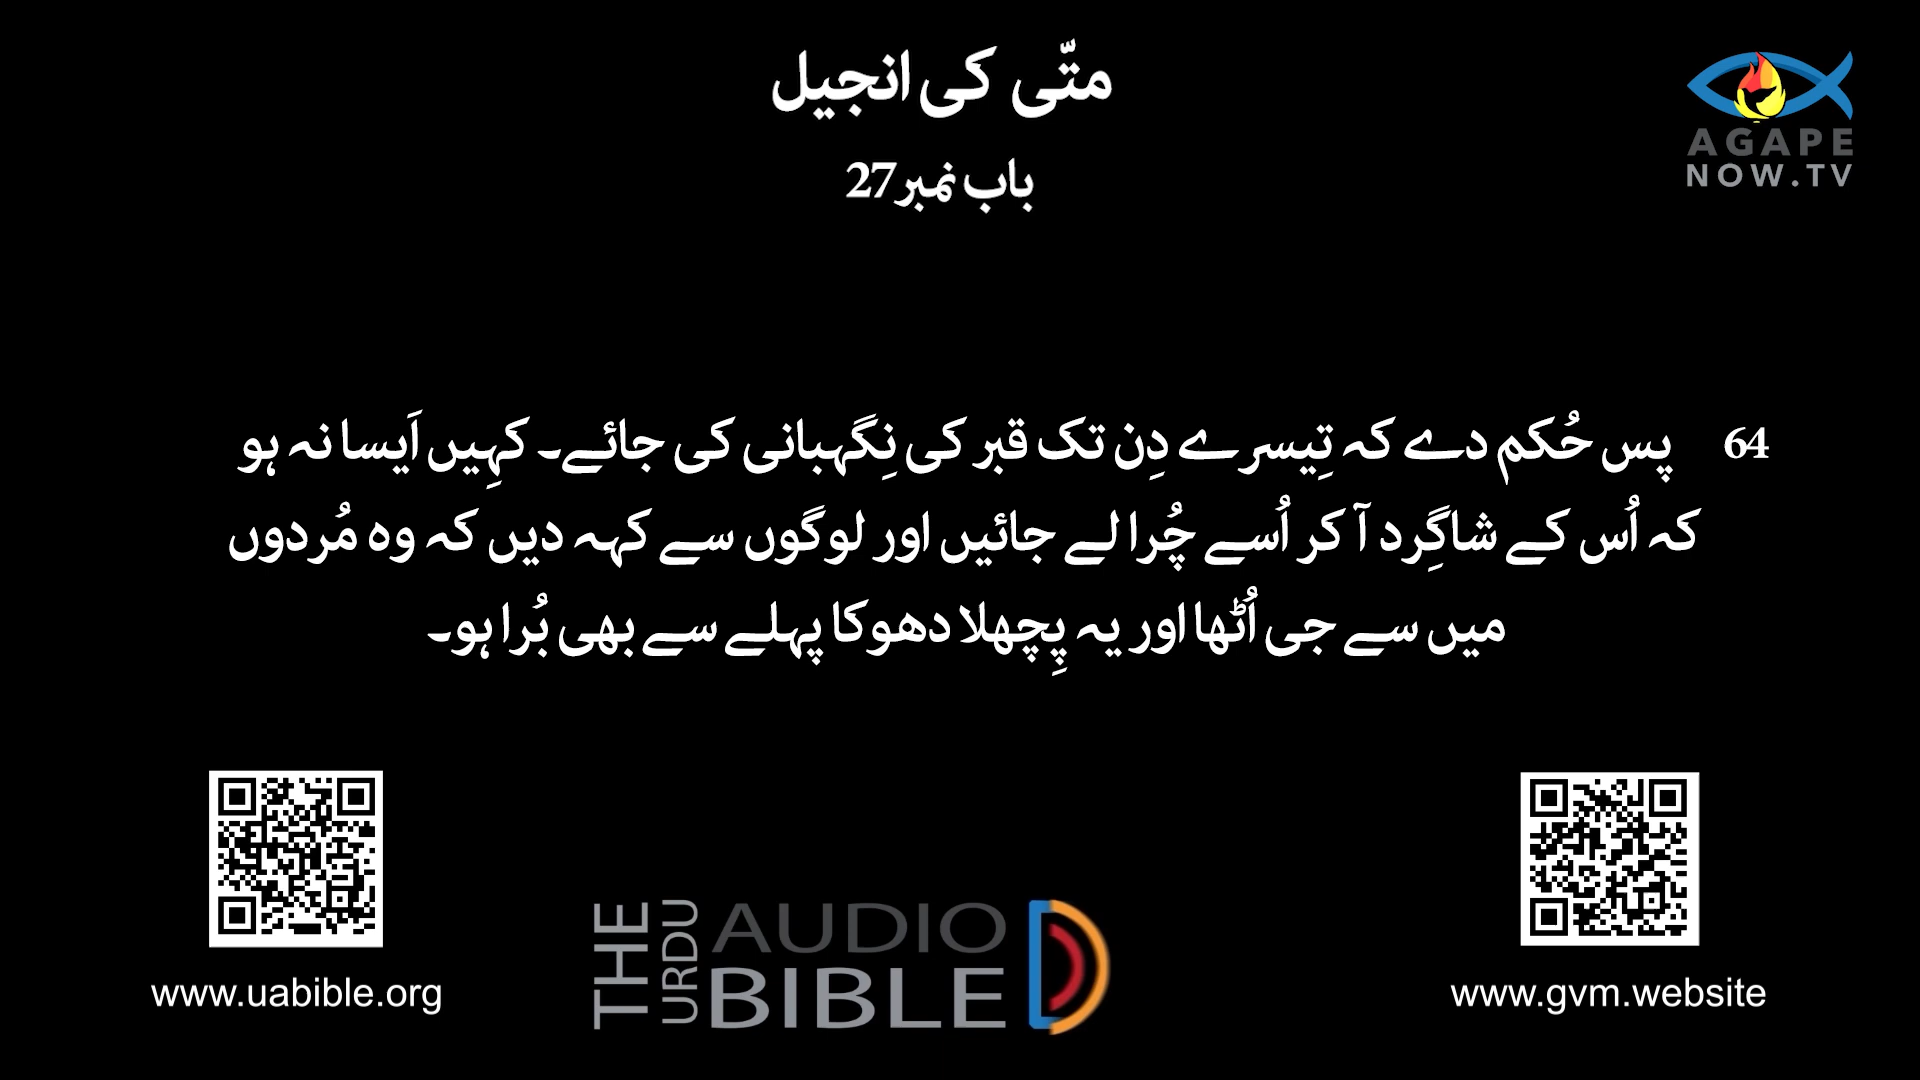 متّی کی انجیل
باب نمبر27
AGAPE
NOW.TV
64 پس حُکم دے کہ تِیسرے دِن تک قبر کی نِگہبانی کی جائے۔ کہِیں اَیسا نہ ہو
کہ اُس کے شاگِرد آ کر اُسے چُرا لے جائیں اور لوگوں سے کہہ دیں کہ وہ مُردوں
میں سے جی اُٹھا اور یہ پِچھلا دھوکا پہلے سے بھی بُرا ہو۔
www.uabible.org
THE
URDU
AUDIO
BIBLE
www.gvm.website